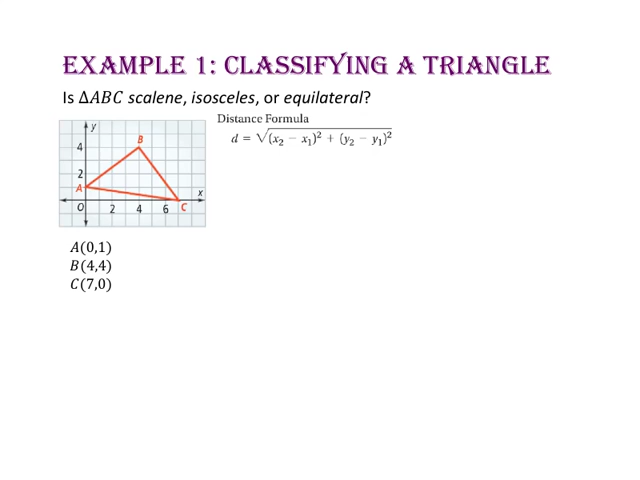 Example 1: Classifying a Triangle
Is ∆ABC scalene, isosceles, or equilateral?
Distance Formula
d = √(x₂ − x₁)² + (y₂ − y₁)²
y
B
4
2
A
x
O 2 4 6 C
A(0,1)
B(4,4)
C(7,0)